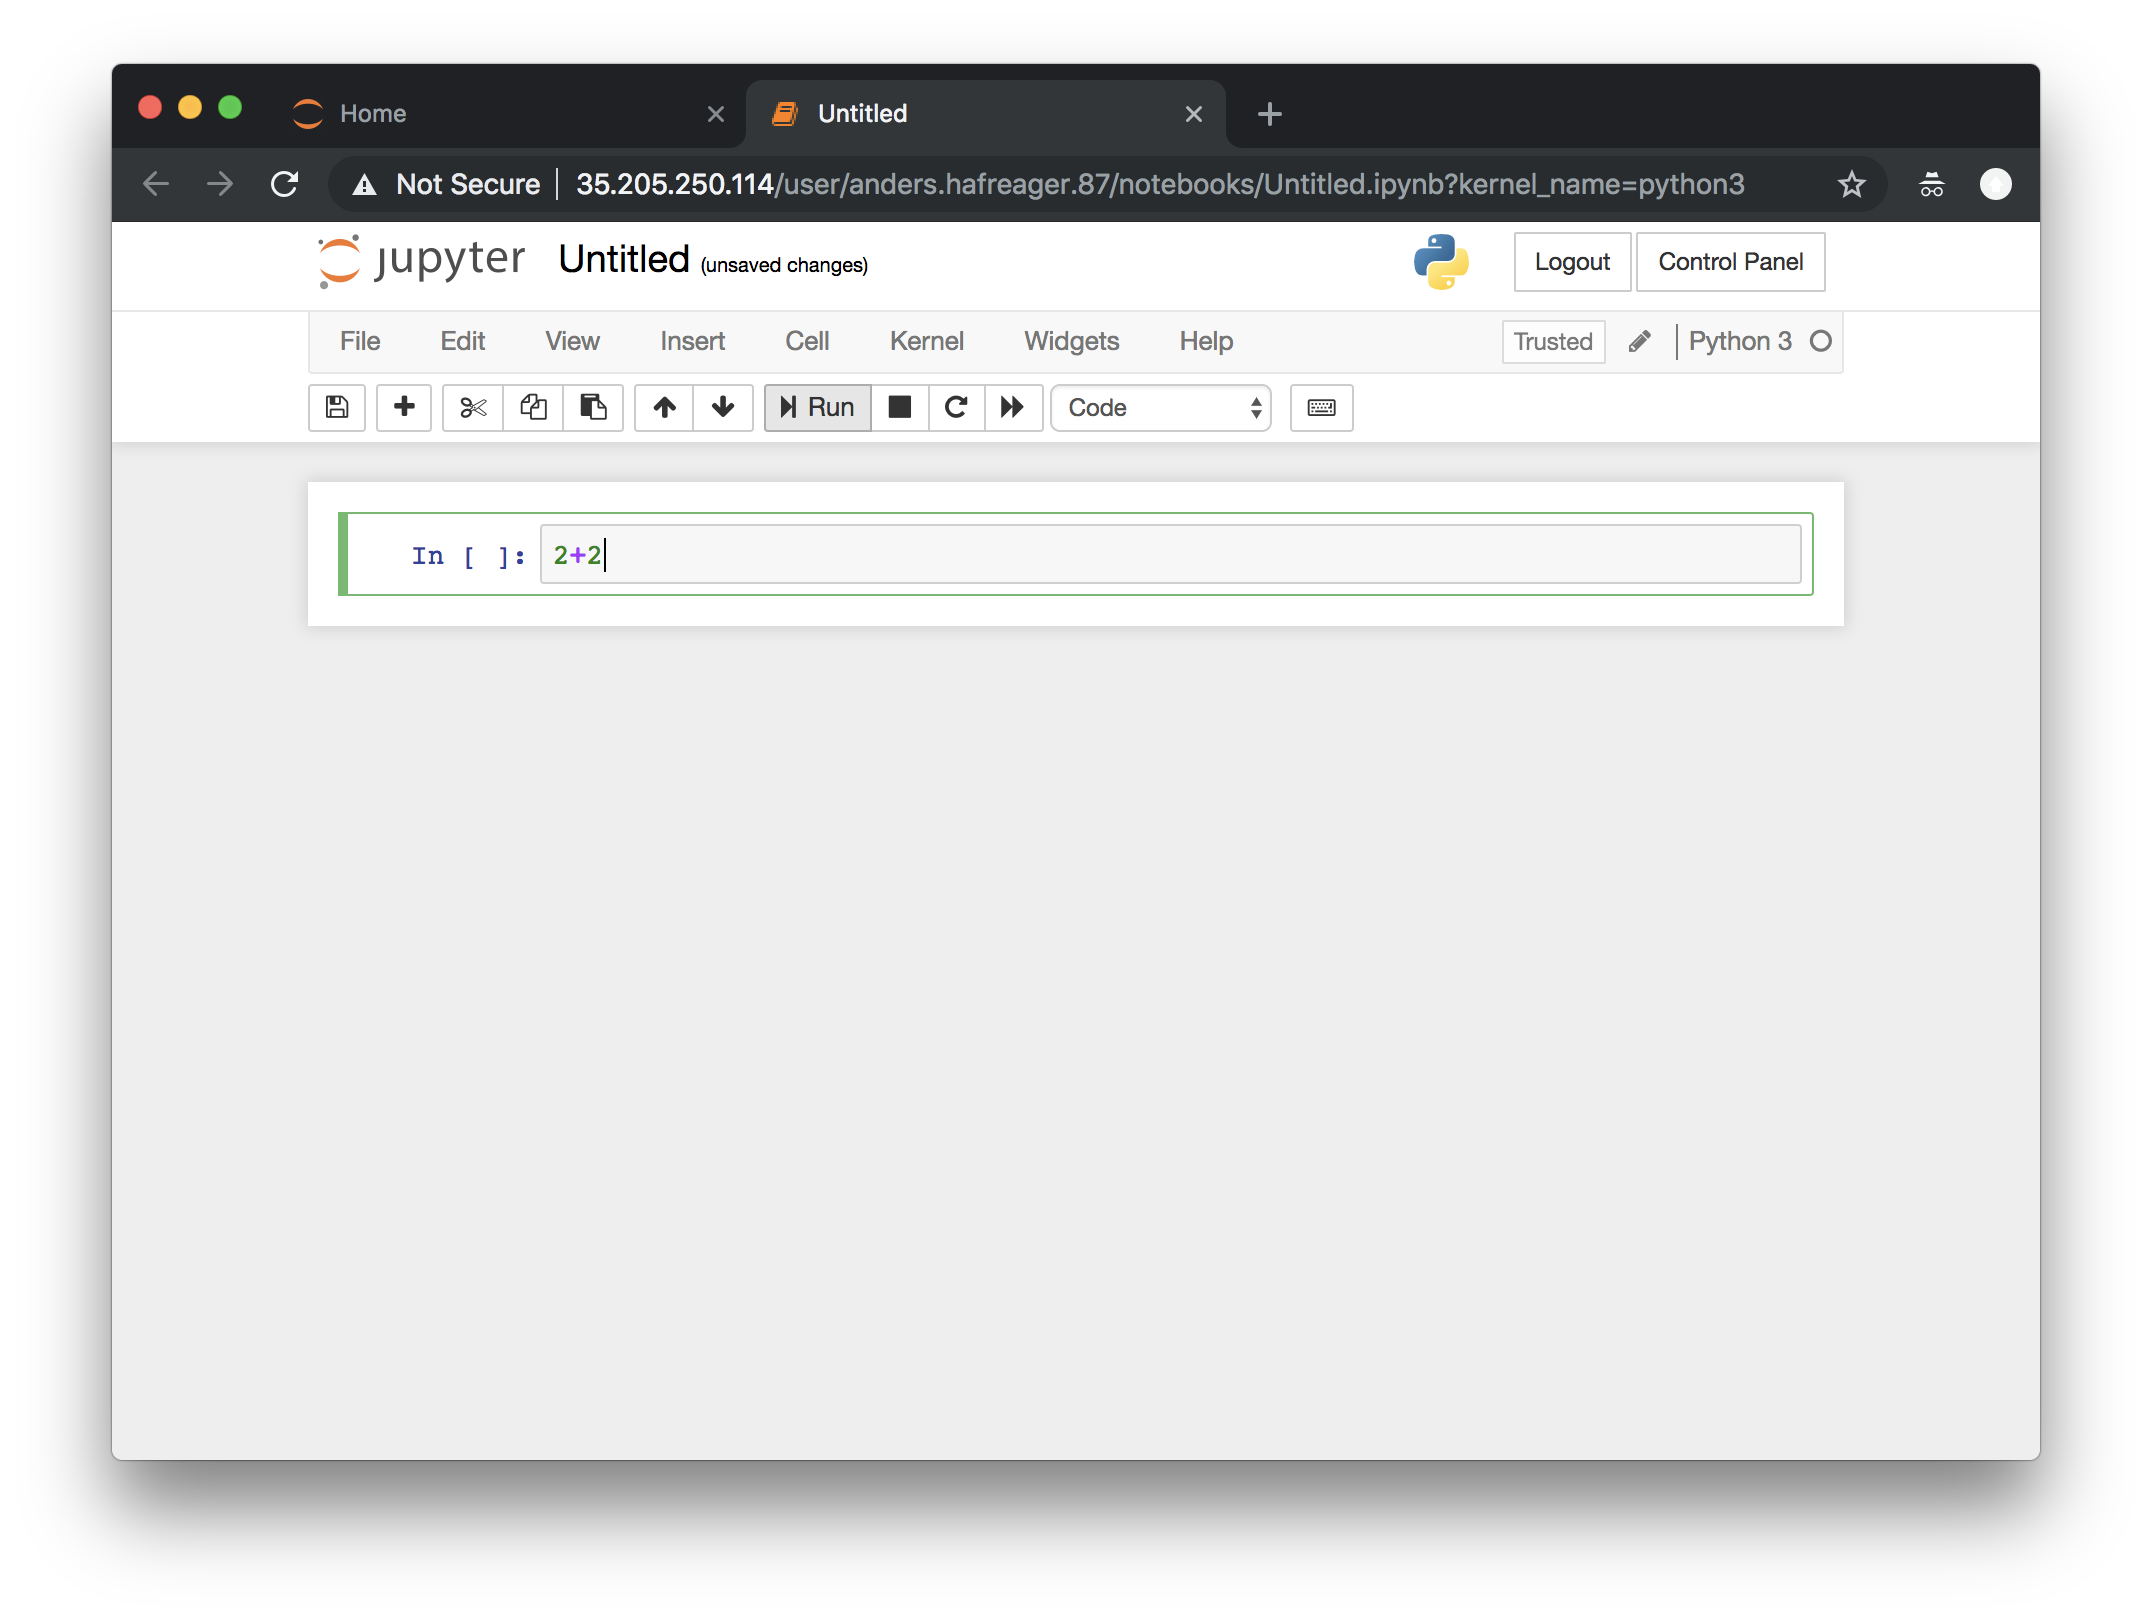 Home
Untitled
Not Secure 35.205.250.114/user/anders.hafreager.87/notebooks/Untitled.ipynb?kernel_name=python3
jupyter Untitled (unsaved changes) Logout Control Panel
File Edit View Insert Cell Kernel Widgets Help Trusted Python 3
Run Code
In [ ]: 2+2